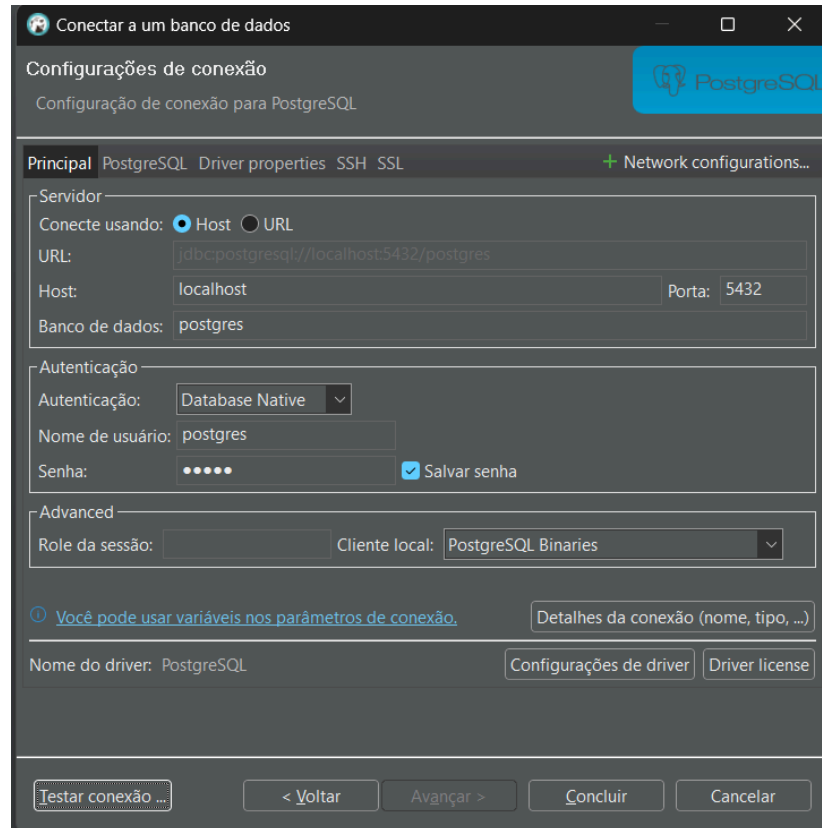 Conectar a um banco de dados
Configurações de conexão
Configuração de conexão para PostgreSQL
PostgreSQL
Principal PostgreSQL Driver properties SSH SSL + Network configurations...
Servidor
Conecte usando: Host URL
URL: jdbc:postgresql://localhost:5432/postgres
Host: localhost Porta: 5432
Banco de dados: postgres
Autenticação
Autenticação: Database Native
Nome de usuário: postgres
Senha: ••••• Salvar senha
Advanced
Role da sessão: Cliente local: PostgreSQL Binaries
Você pode usar variáveis nos parâmetros de conexão. Detalhes da conexão (nome, tipo, ...)
Nome do driver: PostgreSQL Configurações de driver Driver license
Testar conexão ... < Voltar Avançar > Concluir Cancelar